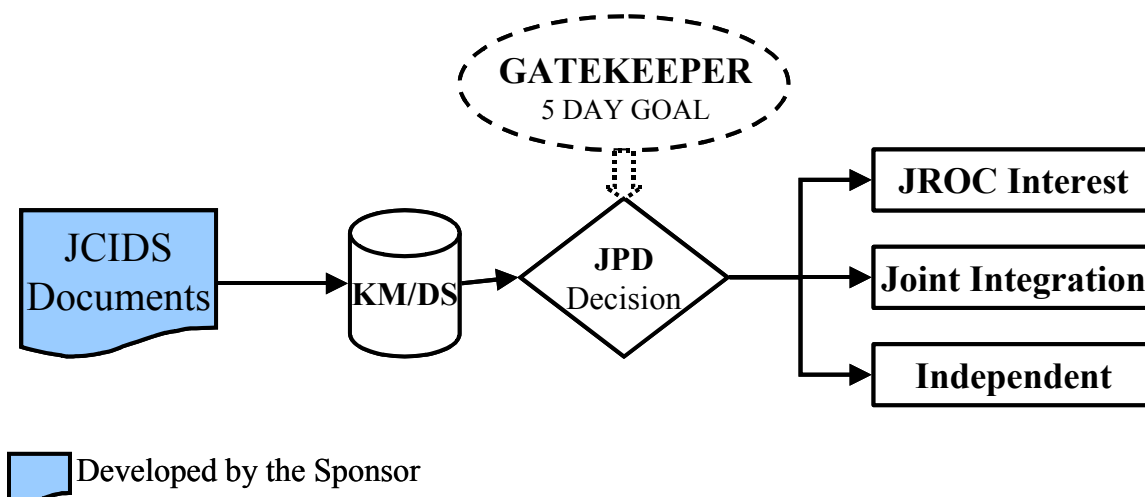 GATEKEEPER
5 DAY GOAL
JCIDS
Documents
KM/DS
JPD
Decision
JROC Interest
Joint Integration
Independent
Developed by the Sponsor